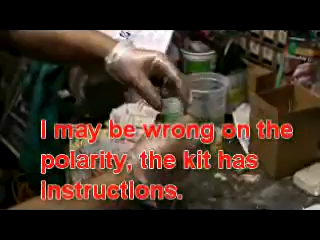 I may be wrong on the
polarity, the kit has
instructions.